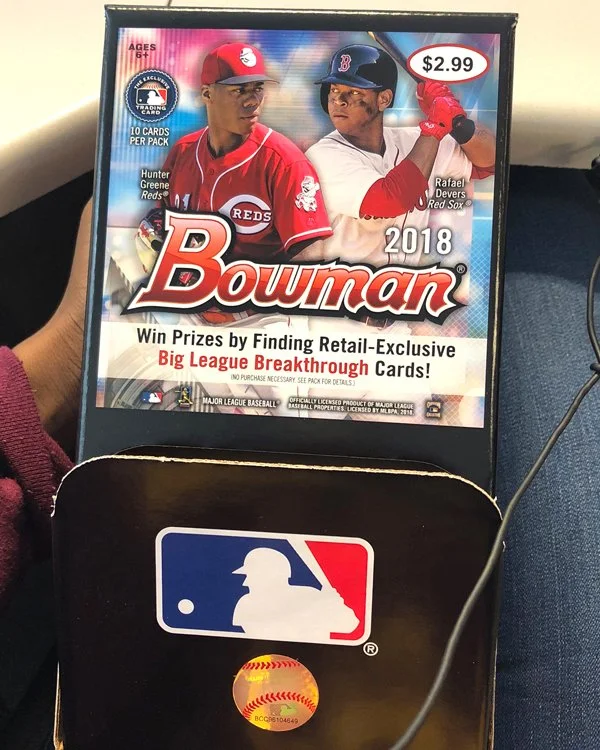 AGES
6+
$2.99
THE EXCLUSIVE
TRADING
CARD
10 CARDS
PER PACK
Hunter
Greene
Reds®
REDS
B
Rafael
Devers
Red Sox®
2018
Bowman®
Win Prizes by Finding Retail-Exclusive
Big League Breakthrough Cards!
(NO PURCHASE NECESSARY. SEE PACK FOR DETAILS.)
MAJOR LEAGUE BASEBALL®
OFFICIALLY LICENSED PRODUCT OF MAJOR LEAGUE
BASEBALL PROPERTIES. LICENSED BY MLBPA, 2018.
®
BCC96104649